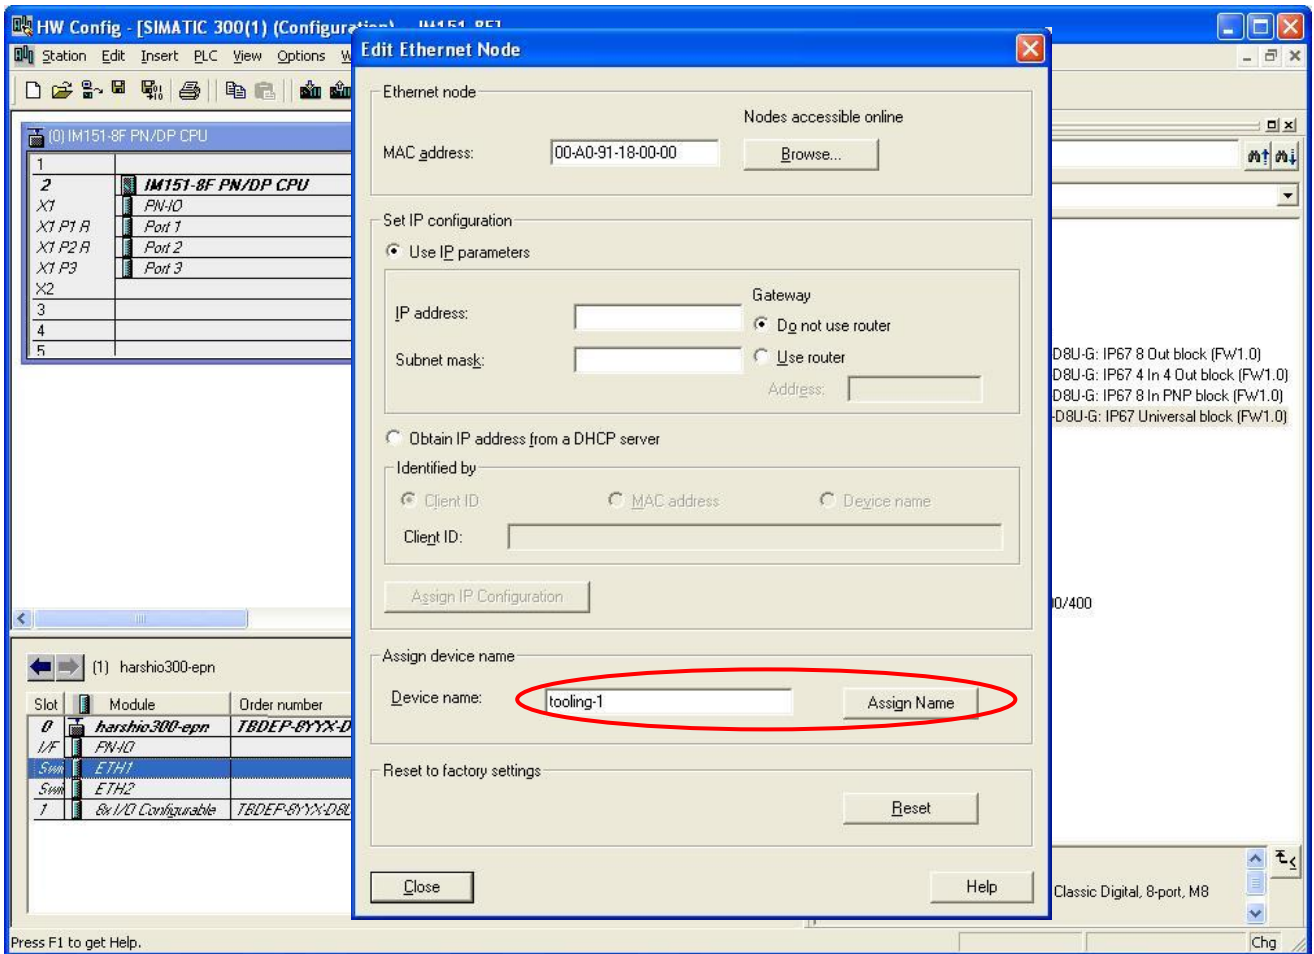 HW Config - [SIMATIC 300(1) (Configuration) IM151-8F]
Station Edit Insert PLC View Options W
(0) IM151-8F PN/DP CPU
1
2 IM151-8F PN/DP CPU
X1 PN-IO
X1 P1 R Port 1
X1 P2 R Port 2
X1 P3 Port 3
X2
3
4
5
(1) harshio300-epn
Slot Module Order number
0 harshio300-epn TBDEP-8YYX-D
I/F PN-IO
Swi ETH1
Swi ETH2
1 8x I/O Configurable TBDEP-8YYX-D8U
Press F1 to get Help.
Edit Ethernet Node
Ethernet node
Nodes accessible online
MAC address: 00-A0-91-18-00-00 Browse...
Set IP configuration
Use IP parameters
Gateway
IP address:
Do not use router
Subnet mask:
Use router
Address:
Obtain IP address from a DHCP server
Identified by
Client ID MAC address Device name
Client ID:
Assign IP Configuration
Assign device name
Device name: tooling-1 Assign Name
Reset to factory settings
Reset
Close Help
D8U-G: IP67 8 Out block (FW1.0)
D8U-G: IP67 4 In 4 Out block (FW1.0)
D8U-G: IP67 8 In PNP block (FW1.0)
-D8U-G: IP67 Universal block (FW1.0)
00/400
Classic Digital, 8-port, M8
Chg